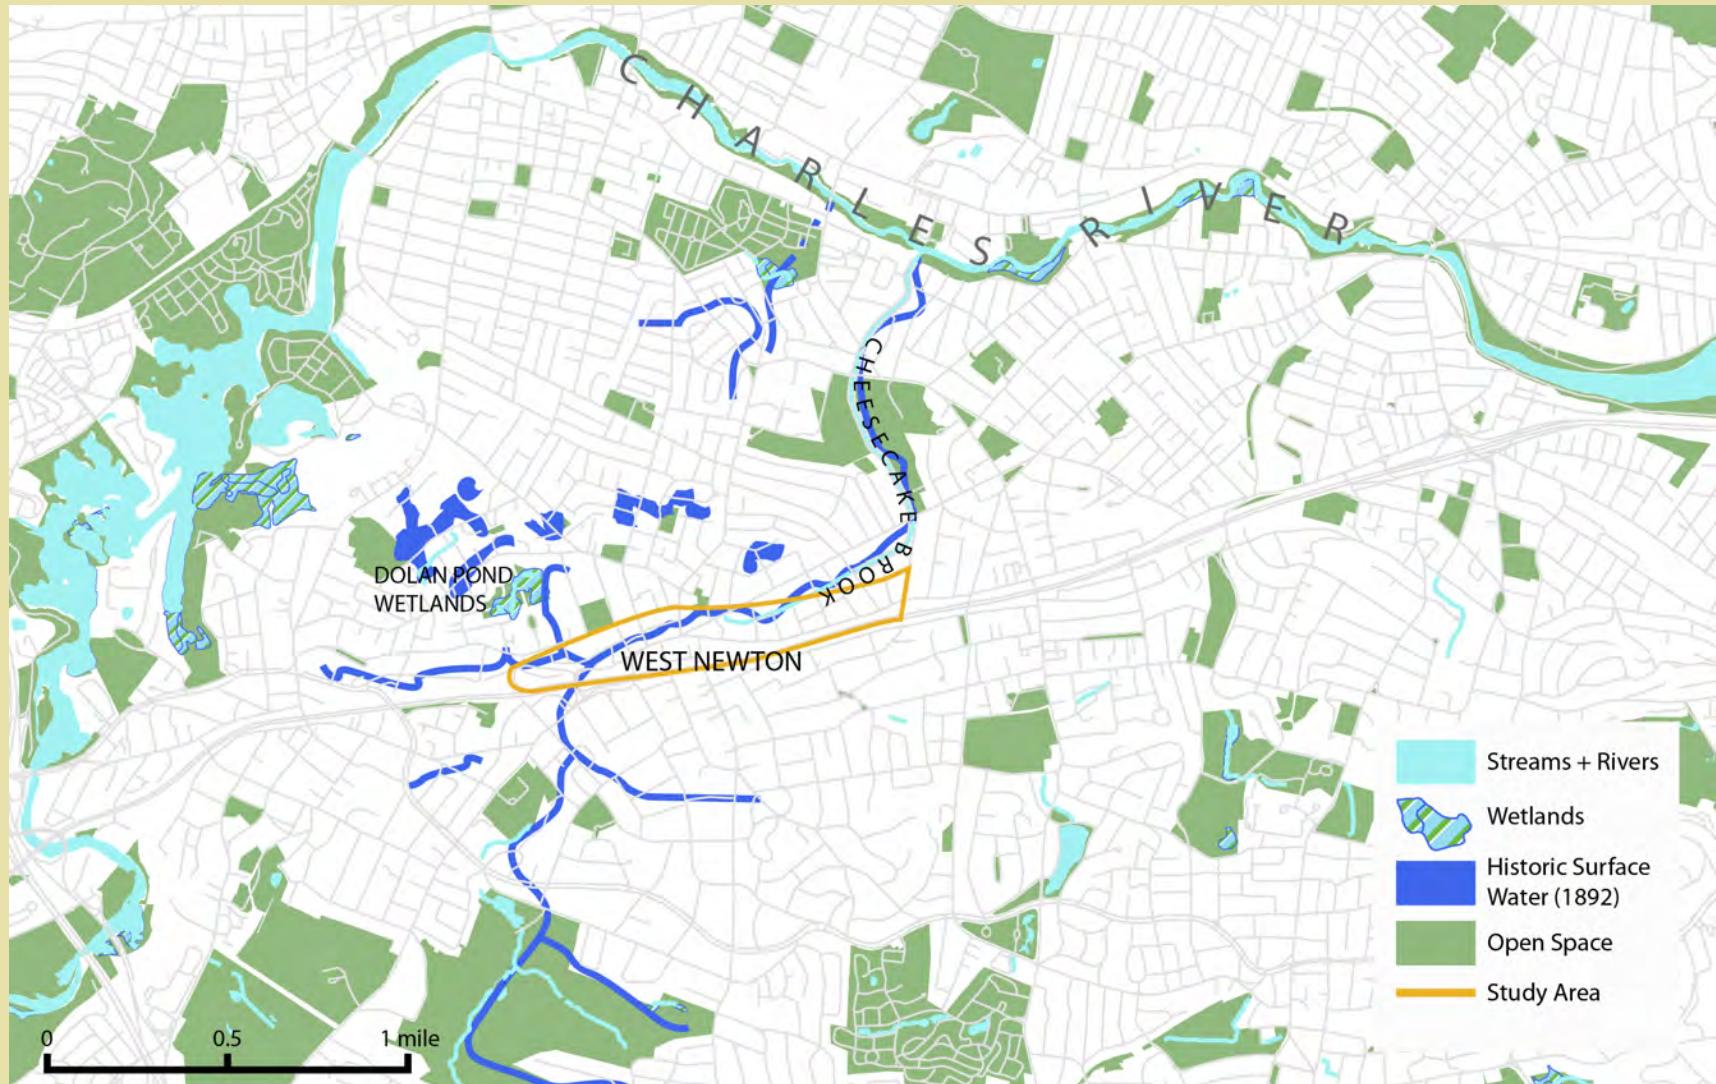 CHARLES RIVER
CHEESECAKE BROOK
DOLAN POND
WETLANDS
WEST NEWTON
Streams + Rivers
Wetlands
Historic Surface
Water (1892)
Open Space
Study Area
0 0.5 1 mile